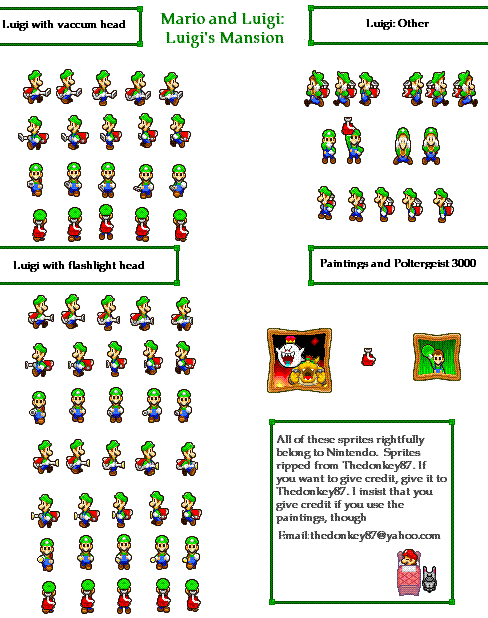 Luigi with vaccum head
Mario and Luigi:
Luigi's Mansion
Luigi: Other
Luigi with flashlight head
Paintings and Poltergeist 3000
All of these sprites rightfully
belong to Nintendo. Sprites
ripped from Thedonkey87. If
you want to give credit, give it to
Thedonkey87. I insist that you
give credit if you use the
paintings, though
Email:thedonkey87@yahoo.com